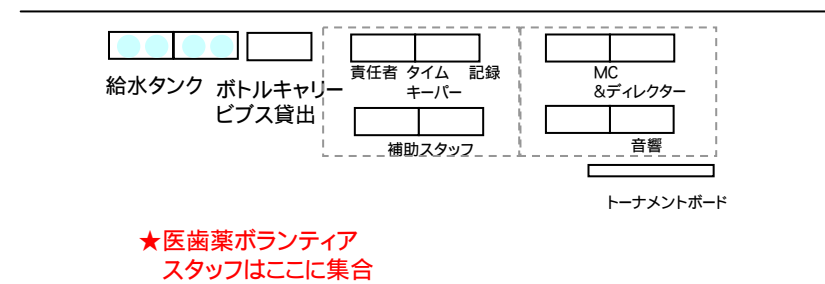 給水タンク
ボトルキャリー
ビブス貸出
責任者 タイム 記録
キーパー
補助スタッフ
MC
&ディレクター
音響
トーナメントボード
★医歯薬ボランティア
スタッフはここに集合